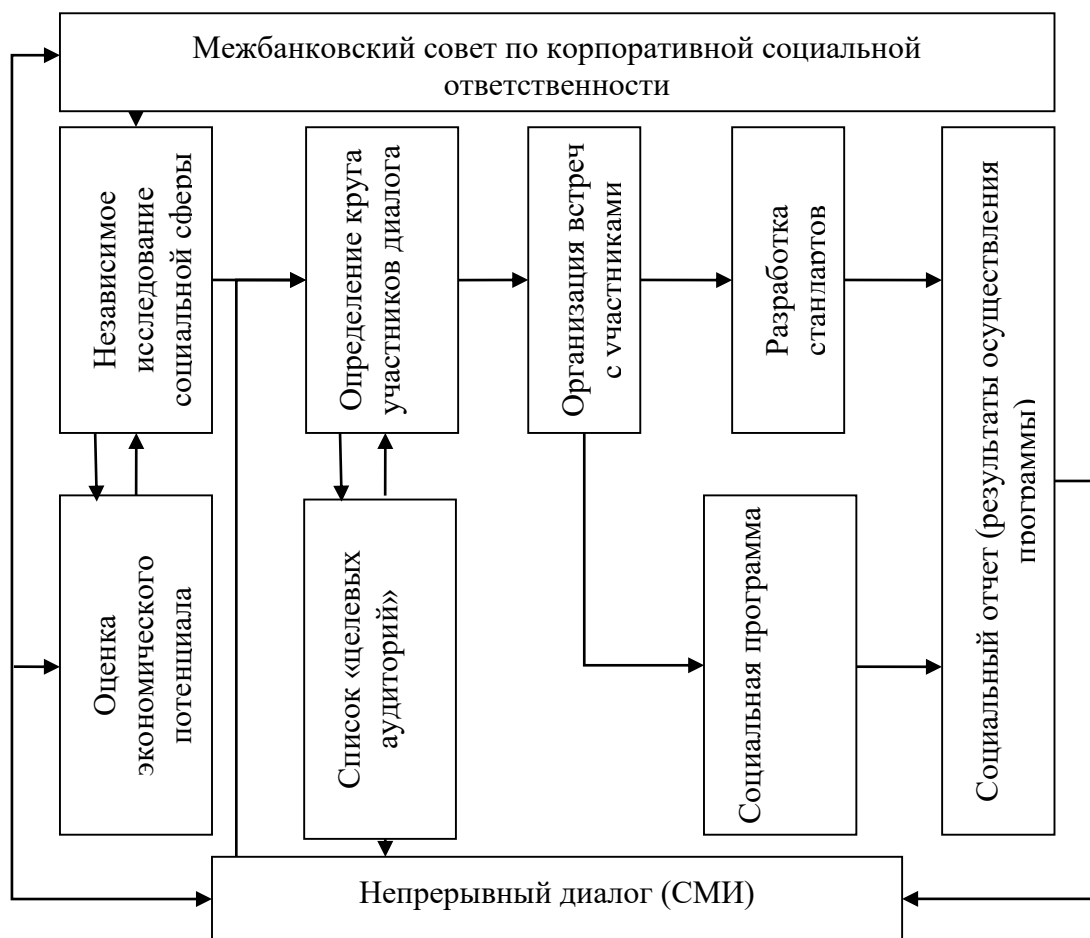 Межбанковский совет по корпоративной социальной
ответственности
Независимое
исследование
социальной сферы
Определение круга
участников диалога
Организация встреч
с участниками
Разработка
стандартов
Социальный отчет (результаты осуществления
программы)
Оценка
экономического
потенциала
Список «целевых
аудиторий»
Социальная программа
Непрерывный диалог (СМИ)